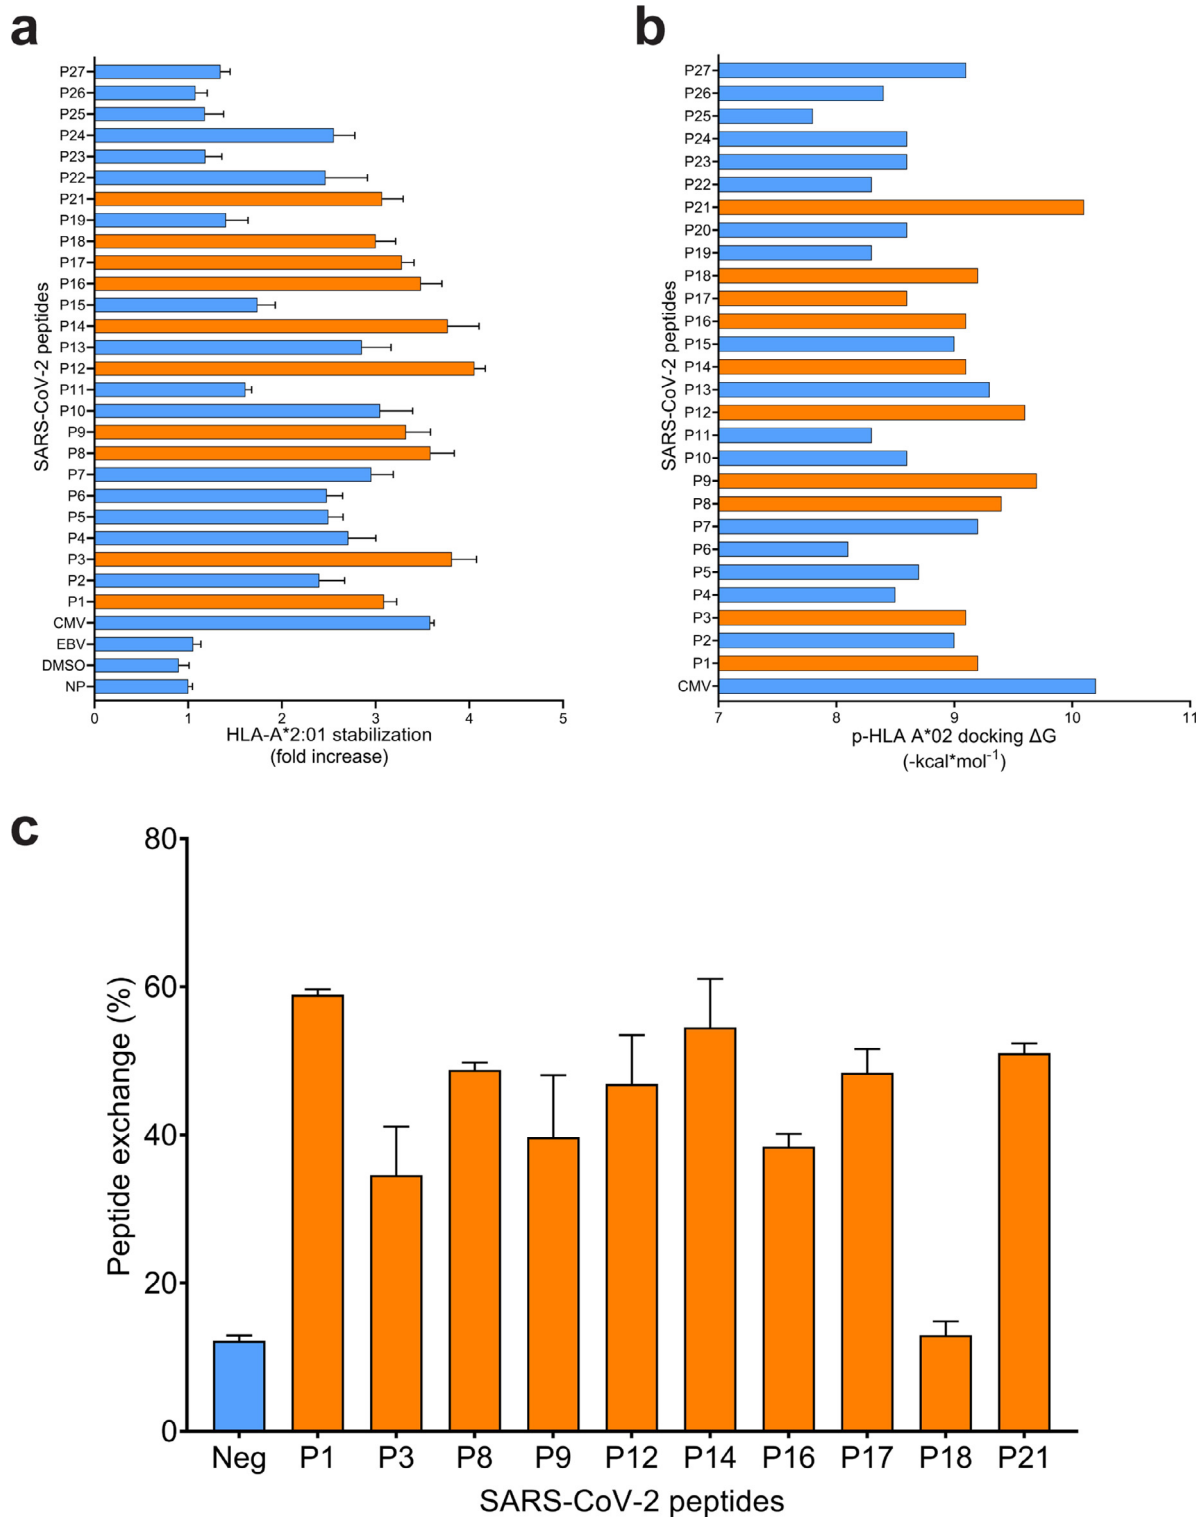 a
P27
P26
P25
P24
P23
P22
P21
P19
P18
P17
P16
P15
P14
P13
P12
P11
P10
P9
P8
P7
P6
P5
P4
P3
P2
P1
CMV
EBV
DMSO
NP
SARS-CoV-2 peptides
0 1 2 3 4 5
HLA-A*2:01 stabilization
(fold increase)
b
P27
P26
P25
P24
P23
P22
P21
P20
P19
P18
P17
P16
P15
P14
P13
P12
P11
P10
P9
P8
P7
P6
P5
P4
P3
P2
P1
CMV
SARS-CoV-2 peptides
7 8 9 10 11
p-HLA A*02 docking ΔG
(-kcal*mol⁻¹)
c
80
60
40
20
0
Peptide exchange (%)
Neg P1 P3 P8 P9 P12 P14 P16 P17 P18 P21
SARS-CoV-2 peptides